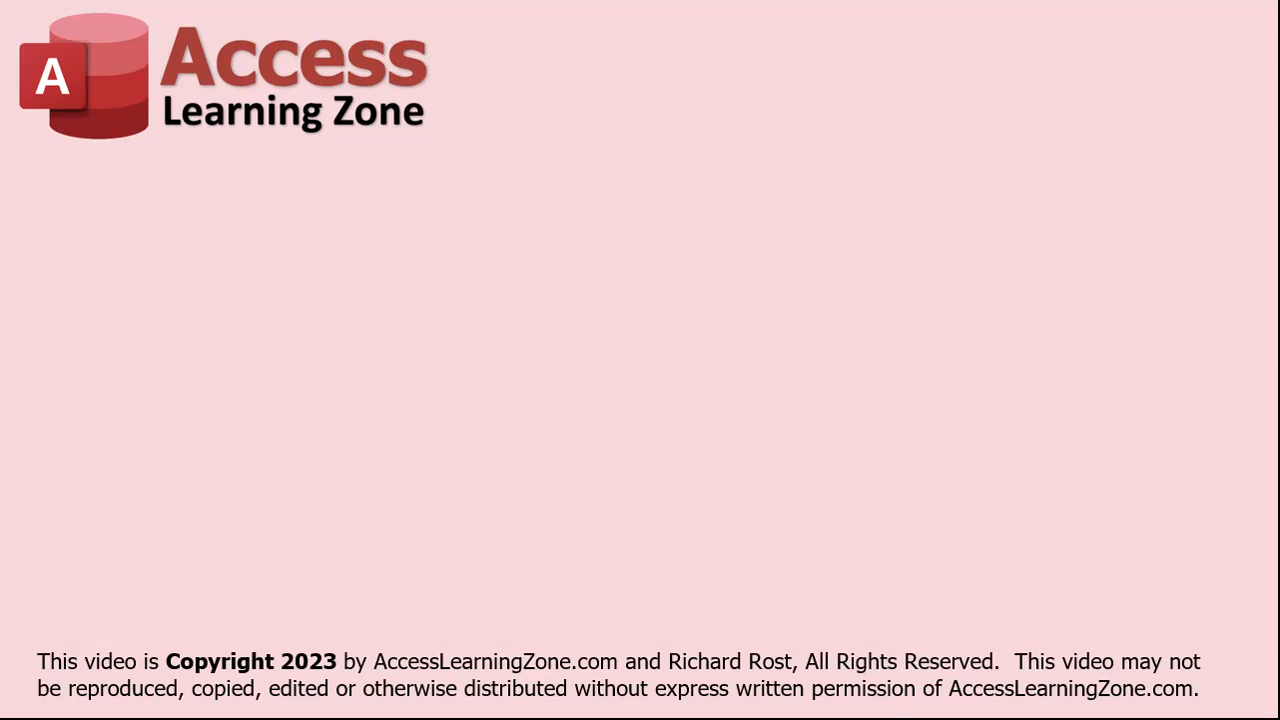 A
Access
Learning Zone
This video is Copyright 2023 by AccessLearningZone.com and Richard Rost, All Rights Reserved.  This video may not
be reproduced, copied, edited or otherwise distributed without express written permission of AccessLearningZone.com.